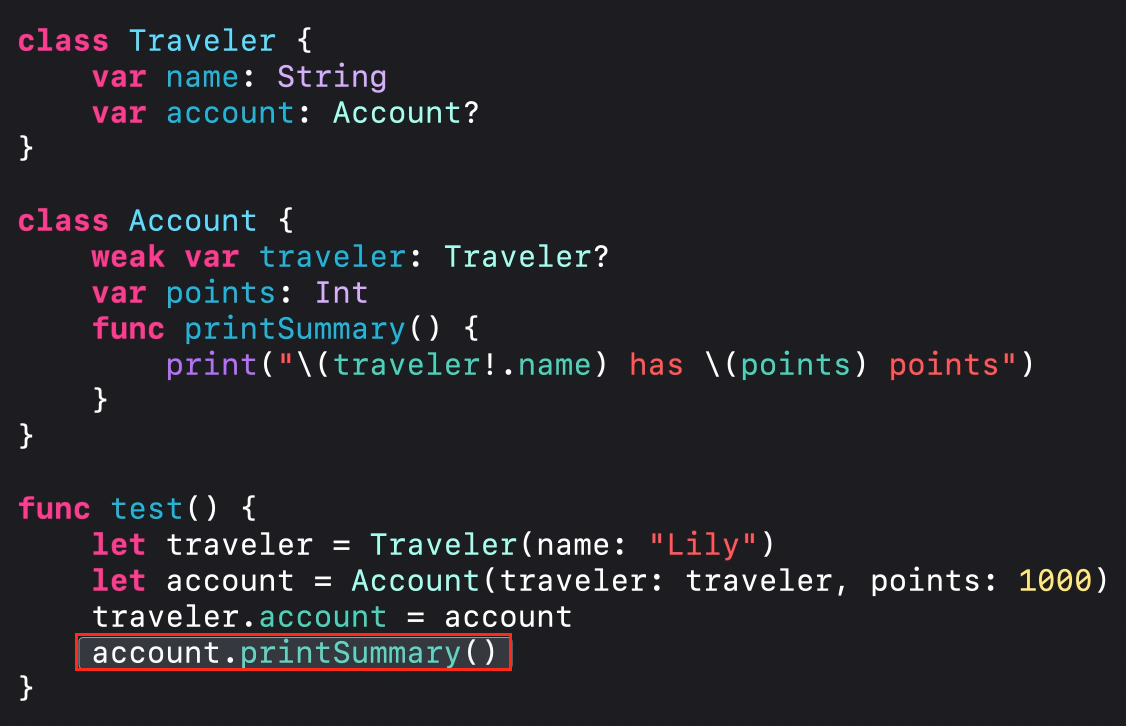 class Traveler {
    var name: String
    var account: Account?
}

class Account {
    weak var traveler: Traveler?
    var points: Int
    func printSummary() {
        print("\(traveler!.name) has \(points) points")
    }
}

func test() {
    let traveler = Traveler(name: "Lily")
    let account = Account(traveler: traveler, points: 1000)
    traveler.account = account
    account.printSummary()
}